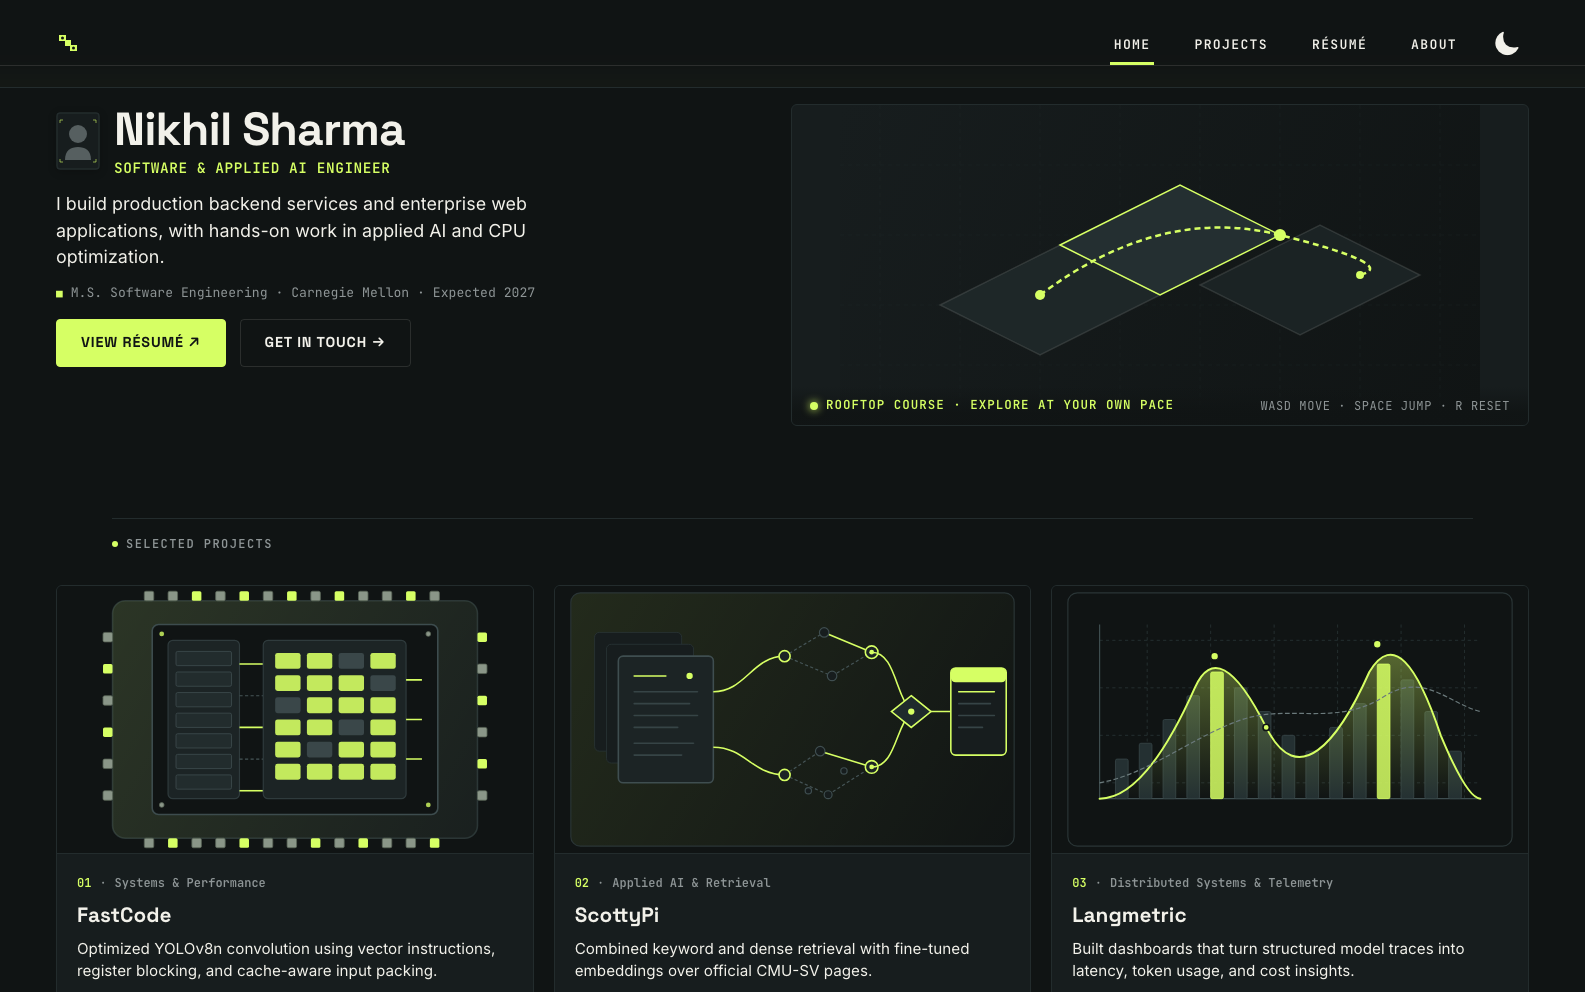 HOME PROJECTS RÉSUMÉ ABOUT
Nikhil Sharma
SOFTWARE & APPLIED AI ENGINEER
I build production backend services and enterprise web
applications, with hands-on work in applied AI and CPU
optimization.
M.S. Software Engineering · Carnegie Mellon · Expected 2027
VIEW RÉSUMÉ ↗ GET IN TOUCH →
ROOFTOP COURSE · EXPLORE AT YOUR OWN PACE WASD MOVE · SPACE JUMP · R RESET
SELECTED PROJECTS
01 · Systems & Performance
FastCode
Optimized YOLOv8n convolution using vector instructions,
register blocking, and cache-aware input packing.
02 · Applied AI & Retrieval
ScottyPi
Combined keyword and dense retrieval with fine-tuned
embeddings over official CMU-SV pages.
03 · Distributed Systems & Telemetry
Langmetric
Built dashboards that turn structured model traces into
latency, token usage, and cost insights.